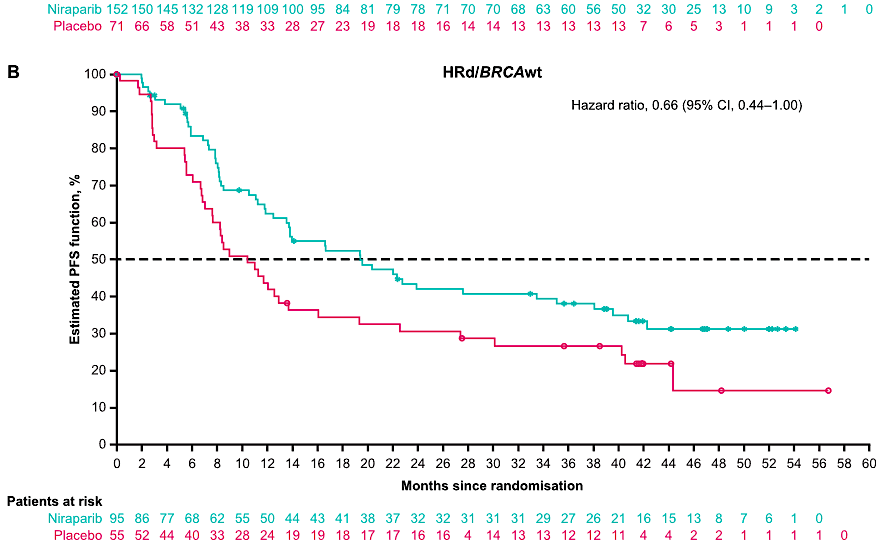 Niraparib 152 150 145 132 128 119 109 100 95 84 81 79 78 71 70 70 68 63 60 56 50 32 30 25 13 10 9 3 2 1 0
Placebo 71 66 58 51 43 38 33 28 27 23 19 18 18 16 14 14 13 13 13 13 13 7 6 5 3 1 1 1 0
B
HRd/BRCAwt
Hazard ratio, 0.66 (95% CI, 0.44–1.00)
Estimated PFS function, %
100
90
80
70
60
50
40
30
20
10
0
0 2 4 6 8 10 12 14 16 18 20 22 24 26 28 30 32 34 36 38 40 42 44 46 48 50 52 54 56 58 60
Months since randomisation
Patients at risk
Niraparib 95 86 77 68 62 55 50 44 43 41 38 37 32 32 31 31 31 29 27 26 21 16 15 13 8 7 6 1 0
Placebo 55 52 44 40 33 28 24 19 19 18 17 17 16 16 4 14 13 13 12 12 11 4 4 2 2 1 1 1 1 0